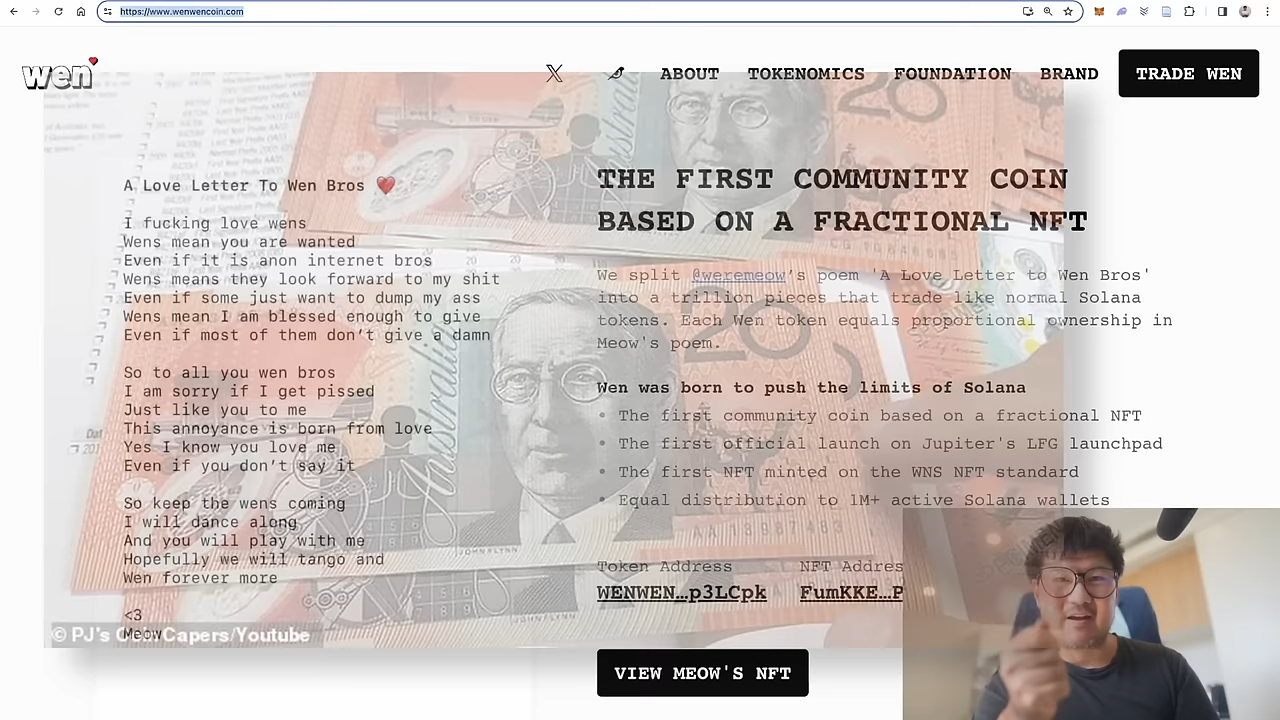 https://www.wenwencoin.com
wen
ABOUT TOKENOMICS FOUNDATION BRAND TRADE WEN
A Love Letter To Wen Bros ❤️
I fucking love wens
Wens mean you are wanted
Even if it is anon internet bros
Wens means they look forward to my shit
Even if some just want to dump my ass
Wens mean I am blessed enough to give
Even if most of them don’t give a damn
So to all you wen bros
I am sorry if I get pissed
Just like you to me
This annoyance is born from love
Yes I know you love me
Even if you don’t say it
So keep the wens coming
I will dance along
And you will play with me
Hopefully we will tango and
Wen forever more
<3
Meow
THE FIRST COMMUNITY COIN
BASED ON A FRACTIONAL NFT
We split @weremeow’s poem 'A Love Letter to Wen Bros'
into a trillion pieces that trade like normal Solana
tokens. Each Wen token equals proportional ownership in
Meow's poem.
Wen was born to push the limits of Solana
• The first community coin based on a fractional NFT
• The first official launch on Jupiter's LFG launchpad
• The first NFT minted on the WNS NFT standard
• Equal distribution to 1M+ active Solana wallets
Token Address NFT Addres
WENWEN…p3LCpk FumKKE…P
VIEW MEOW'S NFT
20
Australia
20
Australia
AA 13987483
JOHN FLYNN
© PJ's Coin Capers/Youtube